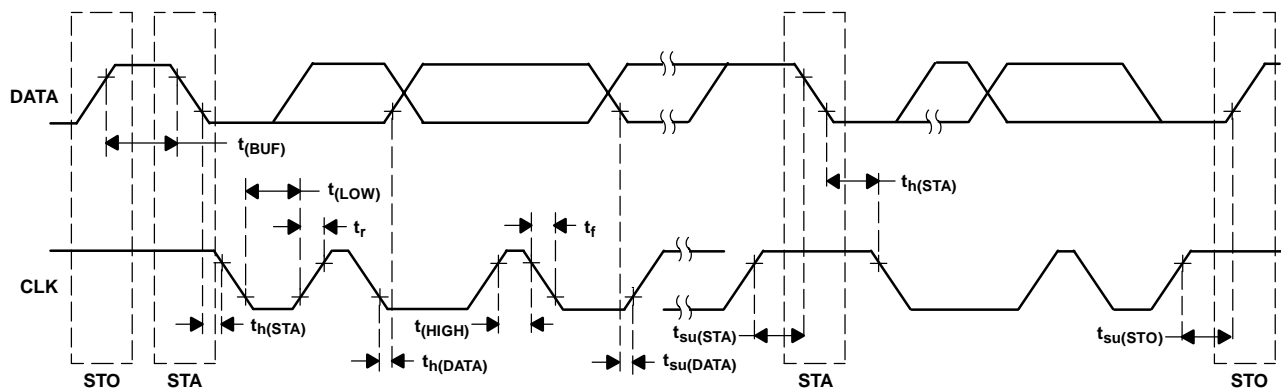 DATA
t(BUF)
t(LOW)
th(STA)
tr
tf
CLK
th(STA)
t(HIGH)
tsu(STA)
tsu(STO)
th(DATA)
tsu(DATA)
STO
STA
STA
STO